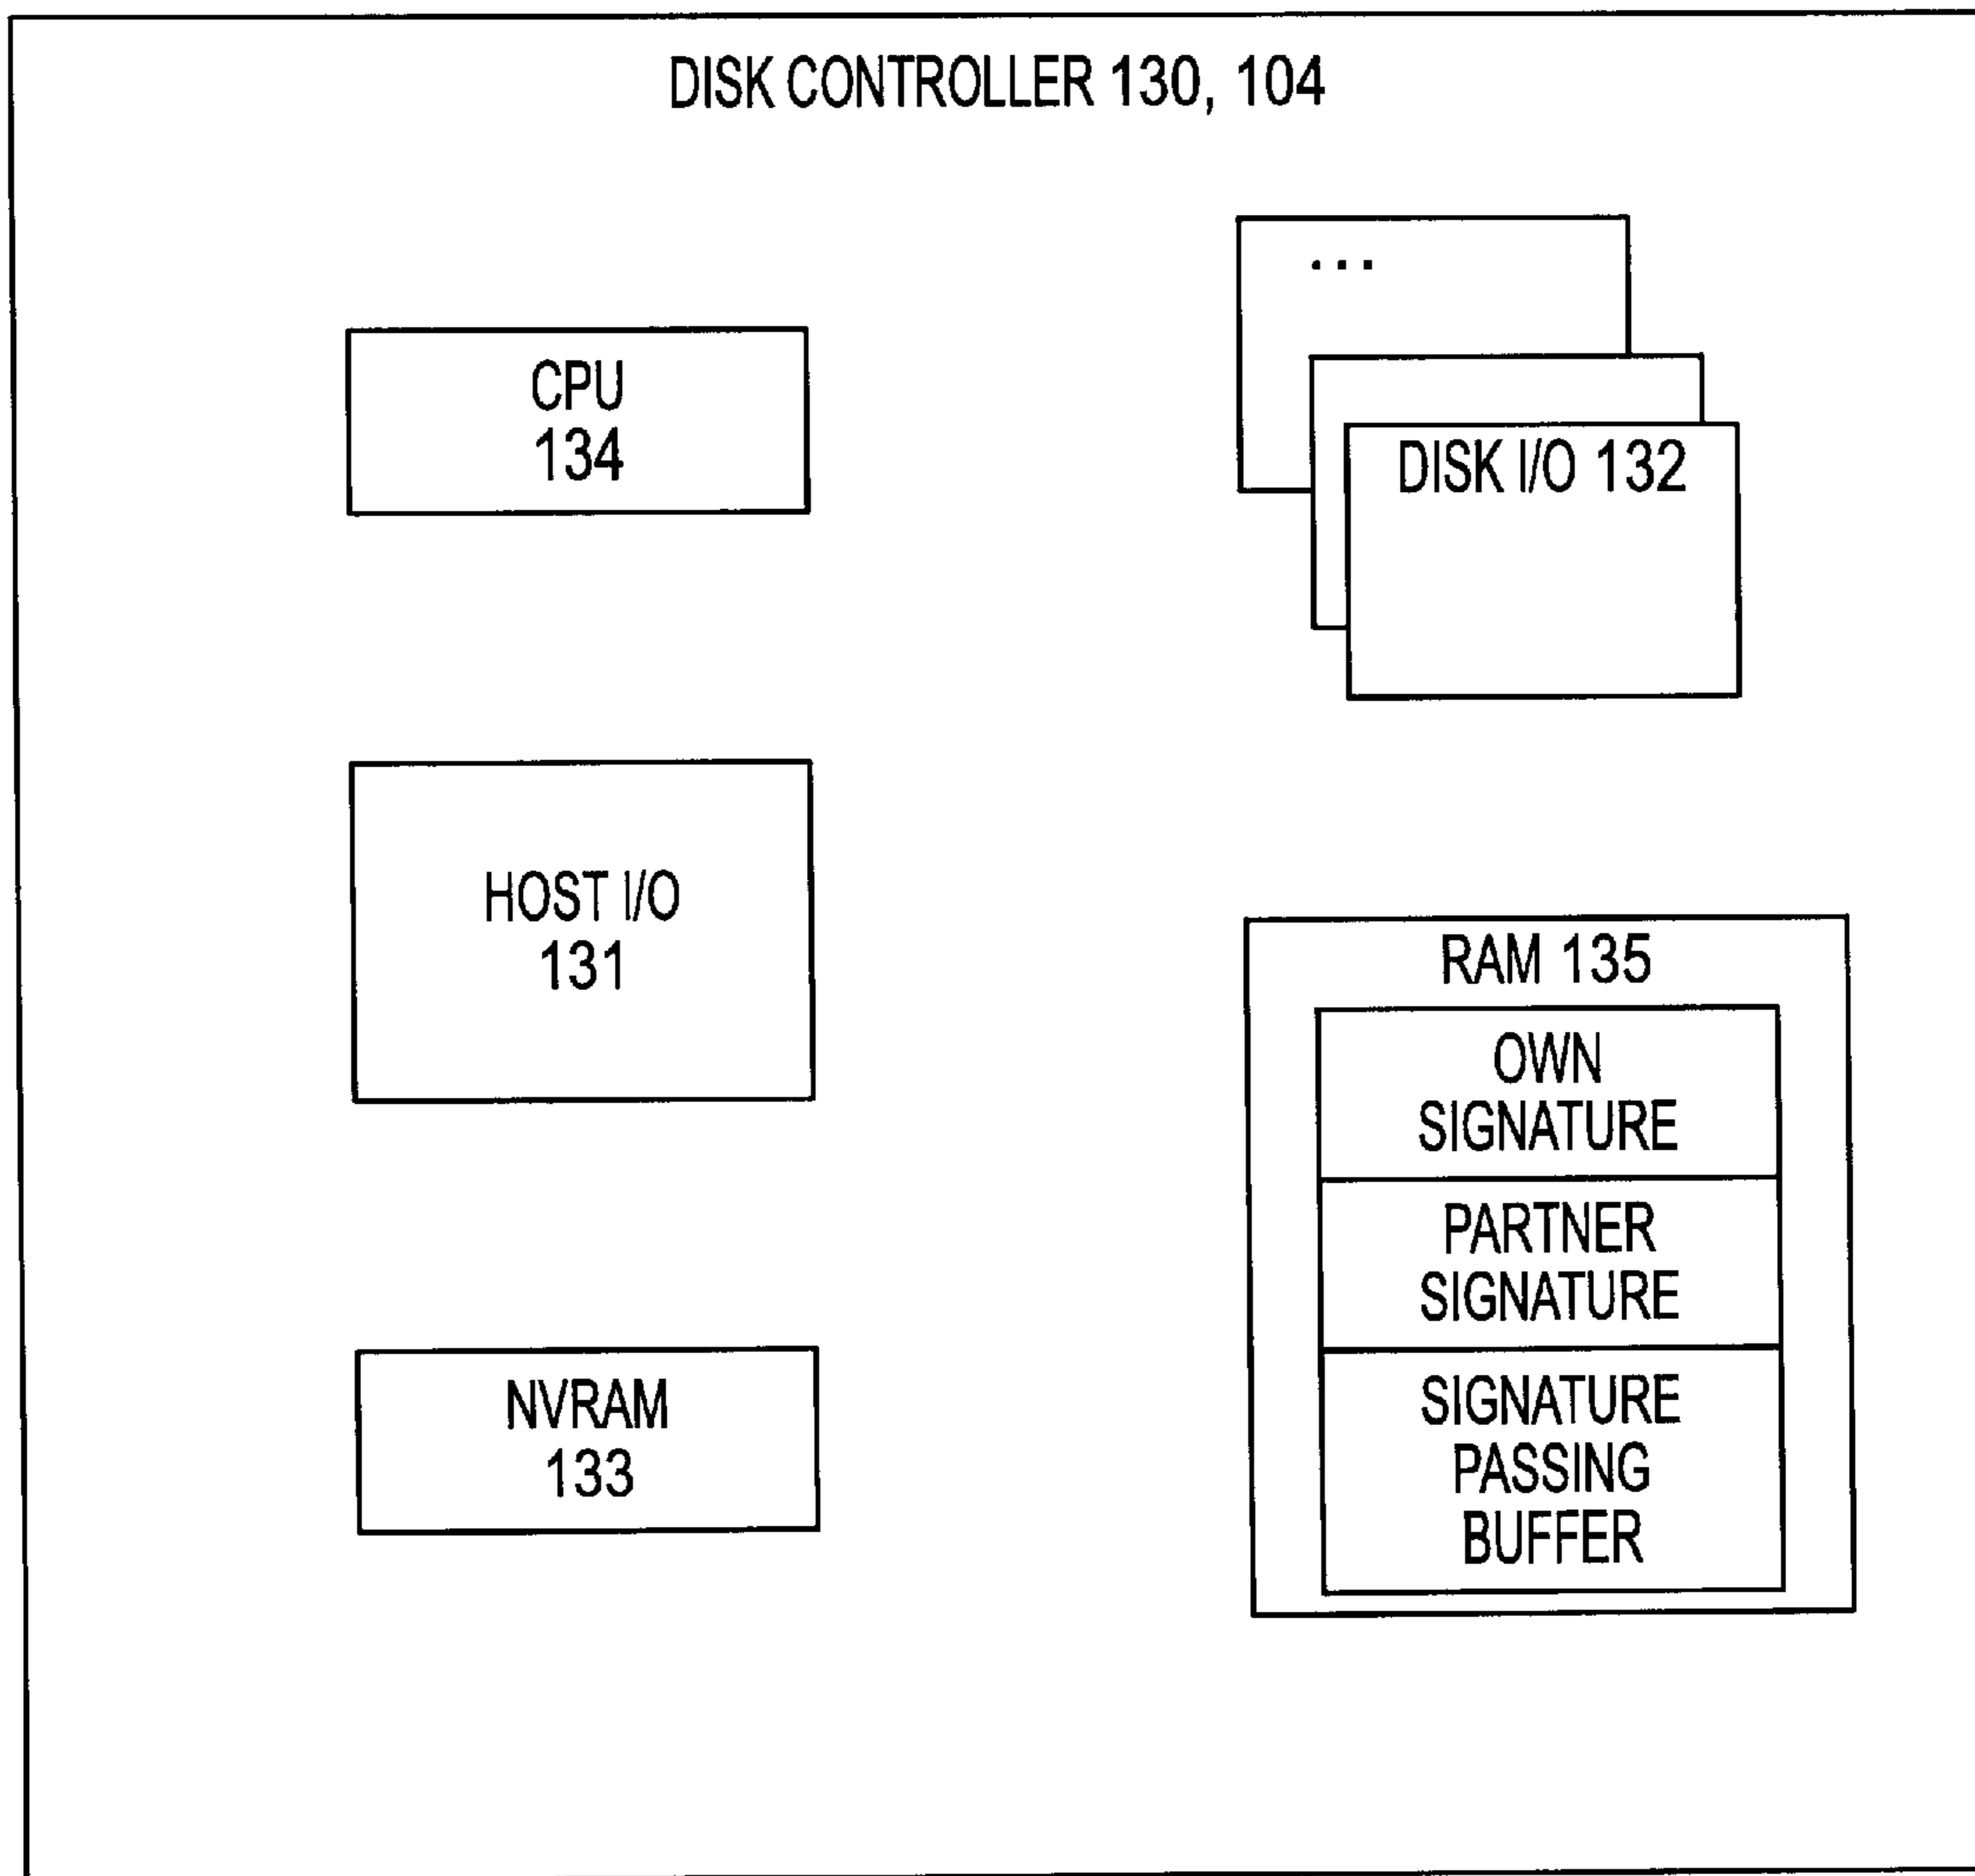 DISK CONTROLLER 130, 104
...
CPU
134
DISK I/O 132
HOST I/O
131
RAM 135
OWN
SIGNATURE
PARTNER
SIGNATURE
SIGNATURE
PASSING
BUFFER
NVRAM
133